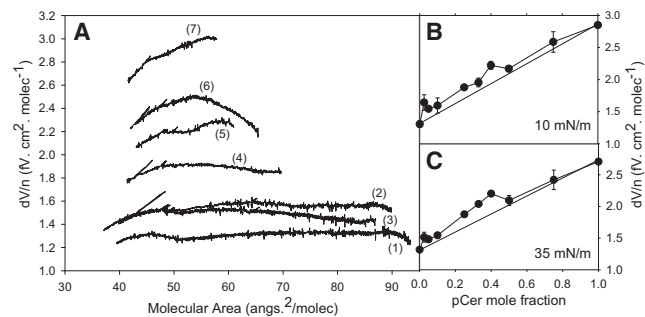 A
dV/n (fV. cm². molec⁻¹)
3.2
3.0
2.8
2.6
2.4
2.2
2.0
1.8
1.6
1.4
1.2
1.0
(7)
(6)
(5)
(4)
(2)
(3)
(1)
30 40 50 60 70 80 90
Molecular Area (angs.²/molec)
B
3.0
2.5
2.0
1.5
1.0
10 mN/m
C
2.5
2.0
1.5
1.0
35 mN/m
dV/n (fV. cm². molec⁻¹)
0.0 0.2 0.4 0.6 0.8 1.0
pCer mole fraction